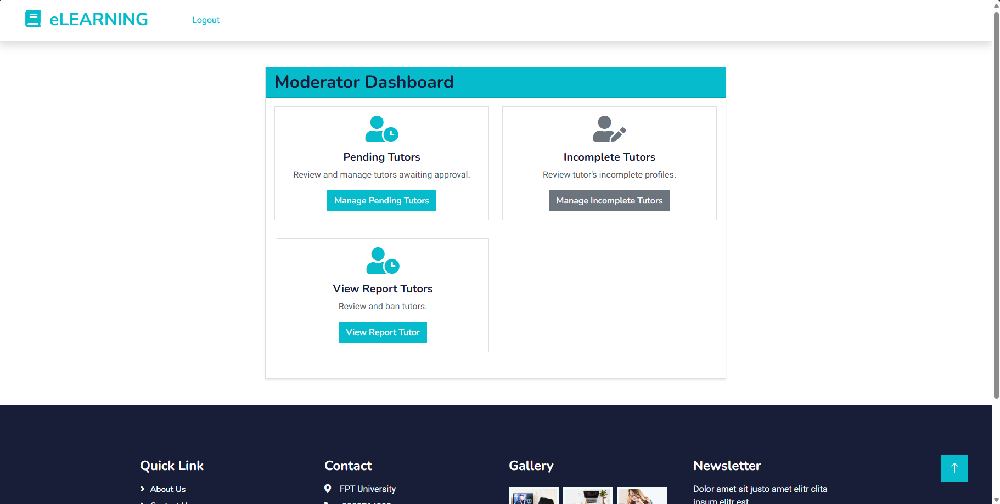 eLEARNING
Logout
Moderator Dashboard
Pending Tutors
Review and manage tutors awaiting approval.
Manage Pending Tutors
Incomplete Tutors
Review tutor's incomplete profiles.
Manage Incomplete Tutors
View Report Tutors
Review and ban tutors.
View Report Tutor
Quick Link
About Us
Contact
FPT University
Gallery
Newsletter
Dolor amet sit justo amet elitr clita
ipsum elitr est